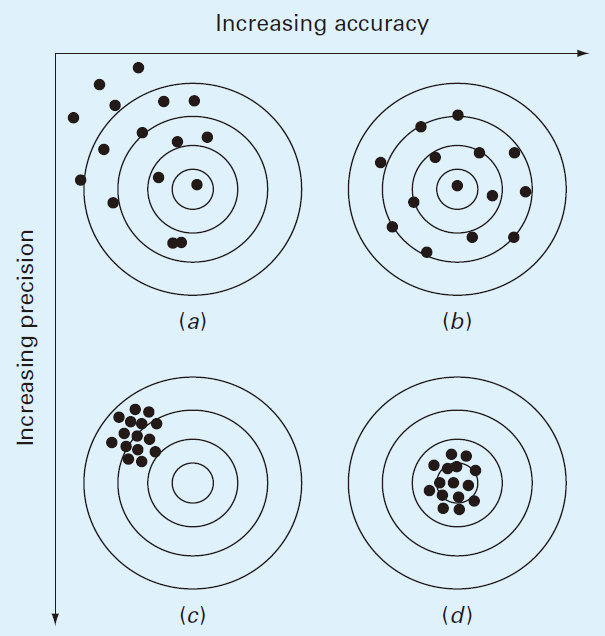 Increasing accuracy
Increasing precision
(a)
(b)
(c)
(d)